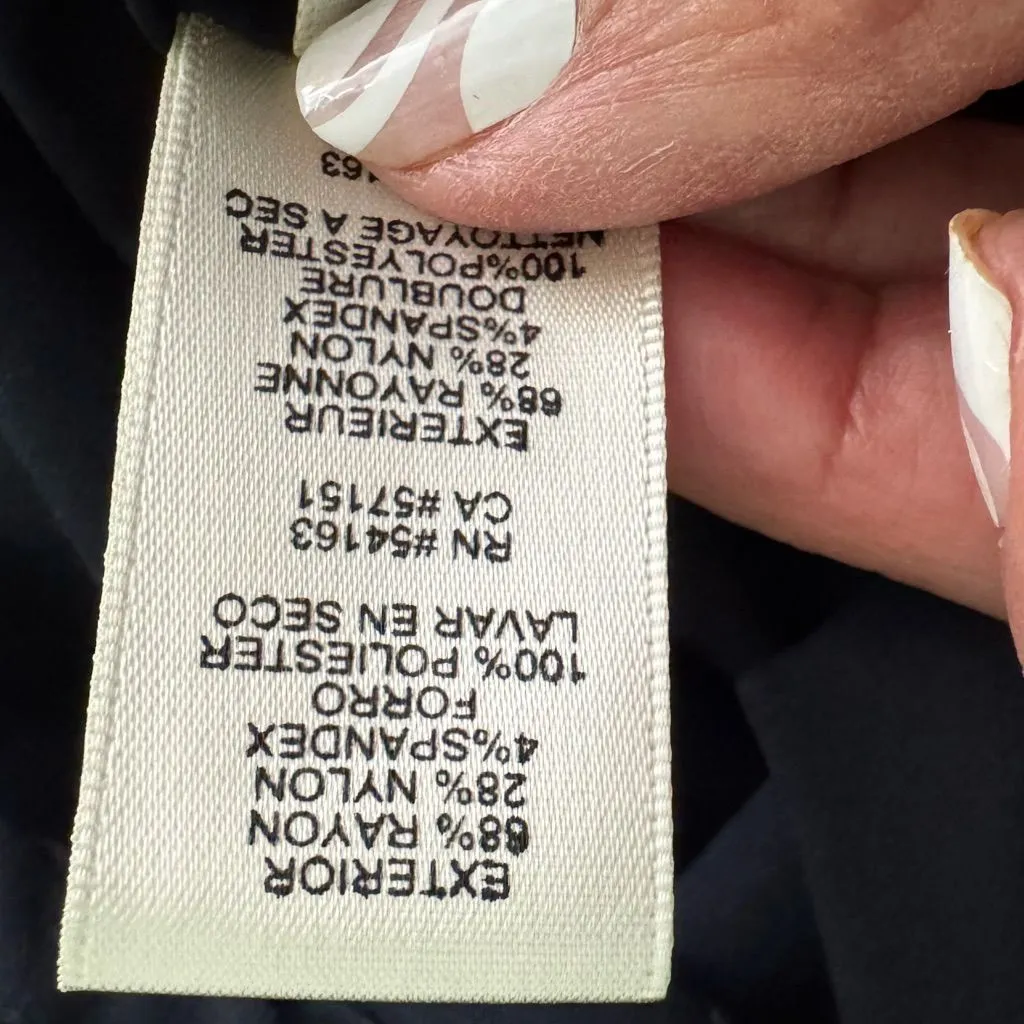 EXTERIOR
68% RAYON
28% NYLON
4%SPANDEX
FORRO
100% POLIESTER
LAVAR EN SECO
RN #54163
CA #57151
EXTERIEUR
68% RAYONNE
28% NYLON
4%SPANDEX
DOUBLURE
100%POLYESTER
NETTOYAGE A SEC
163